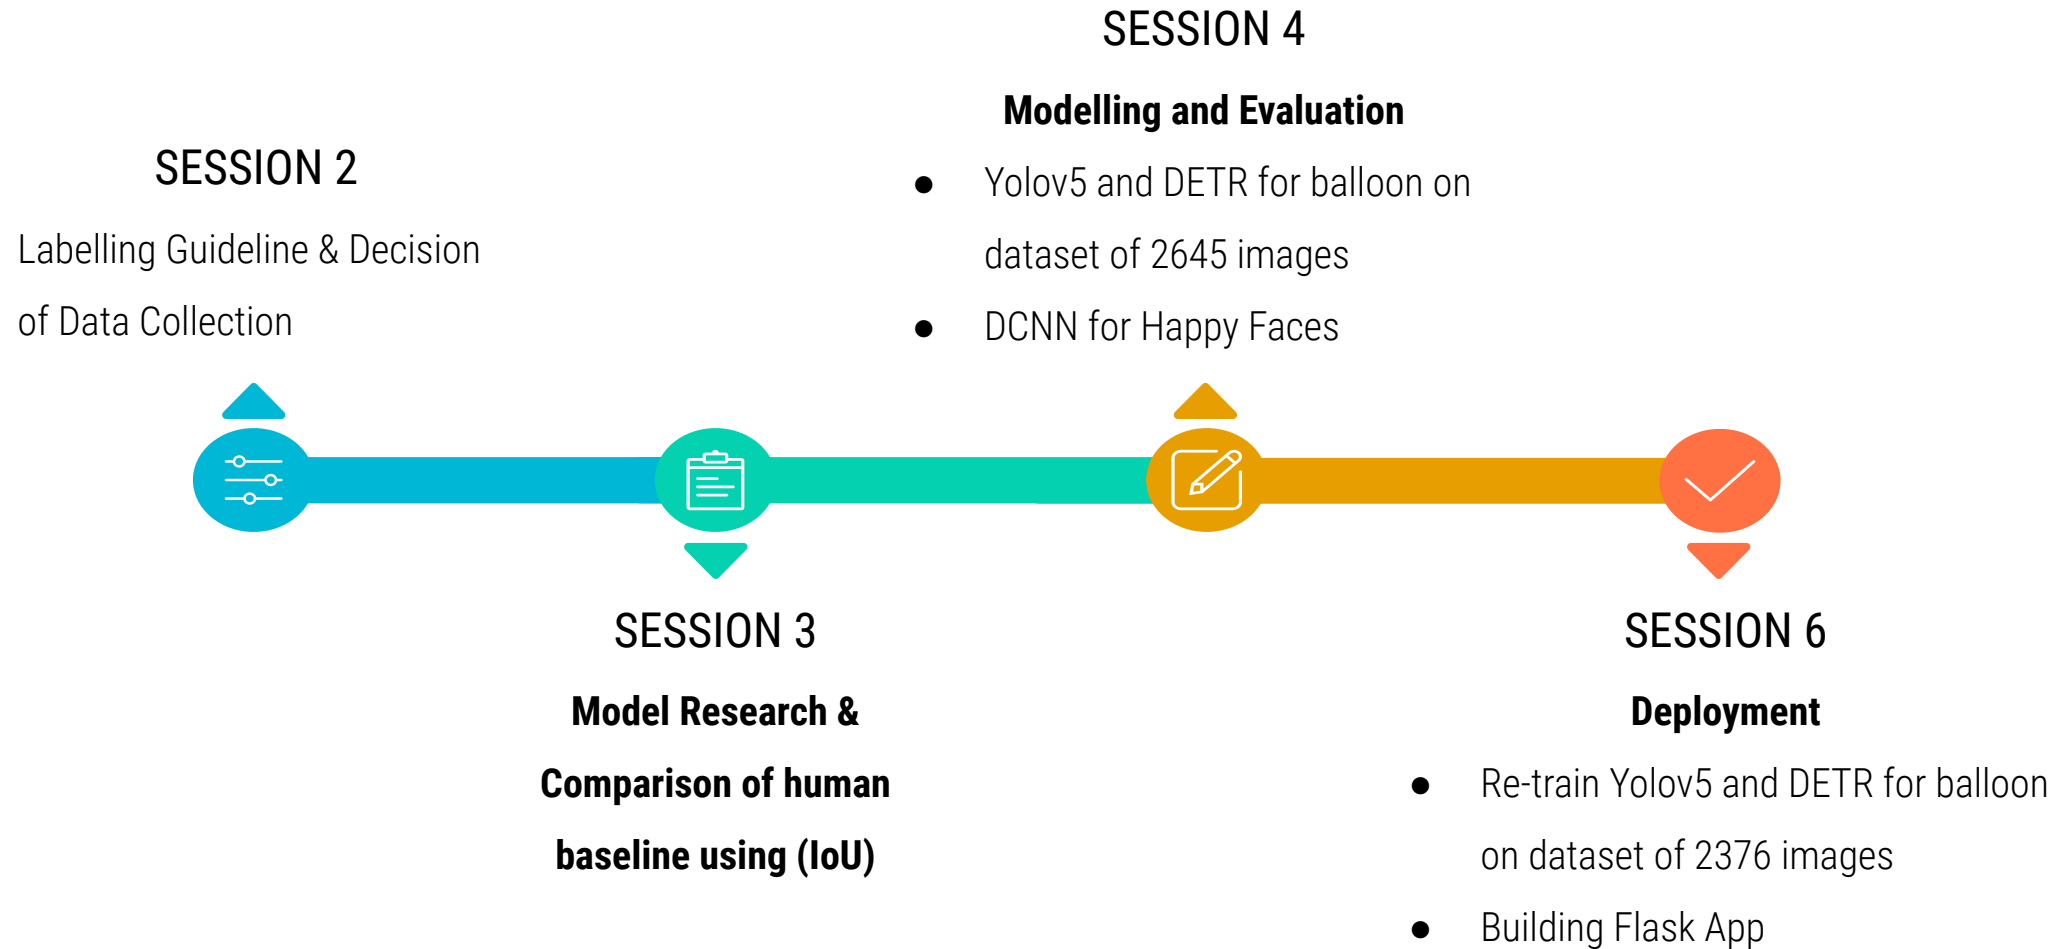 SESSION 2
Labelling Guideline & Decision
of Data Collection
SESSION 3
Model Research &
Comparison of human
baseline using (IoU)
SESSION 4
Modelling and Evaluation
● Yolov5 and DETR for balloon on
dataset of 2645 images
● DCNN for Happy Faces
SESSION 6
Deployment
● Re-train Yolov5 and DETR for balloon
on dataset of 2376 images
● Building Flask App